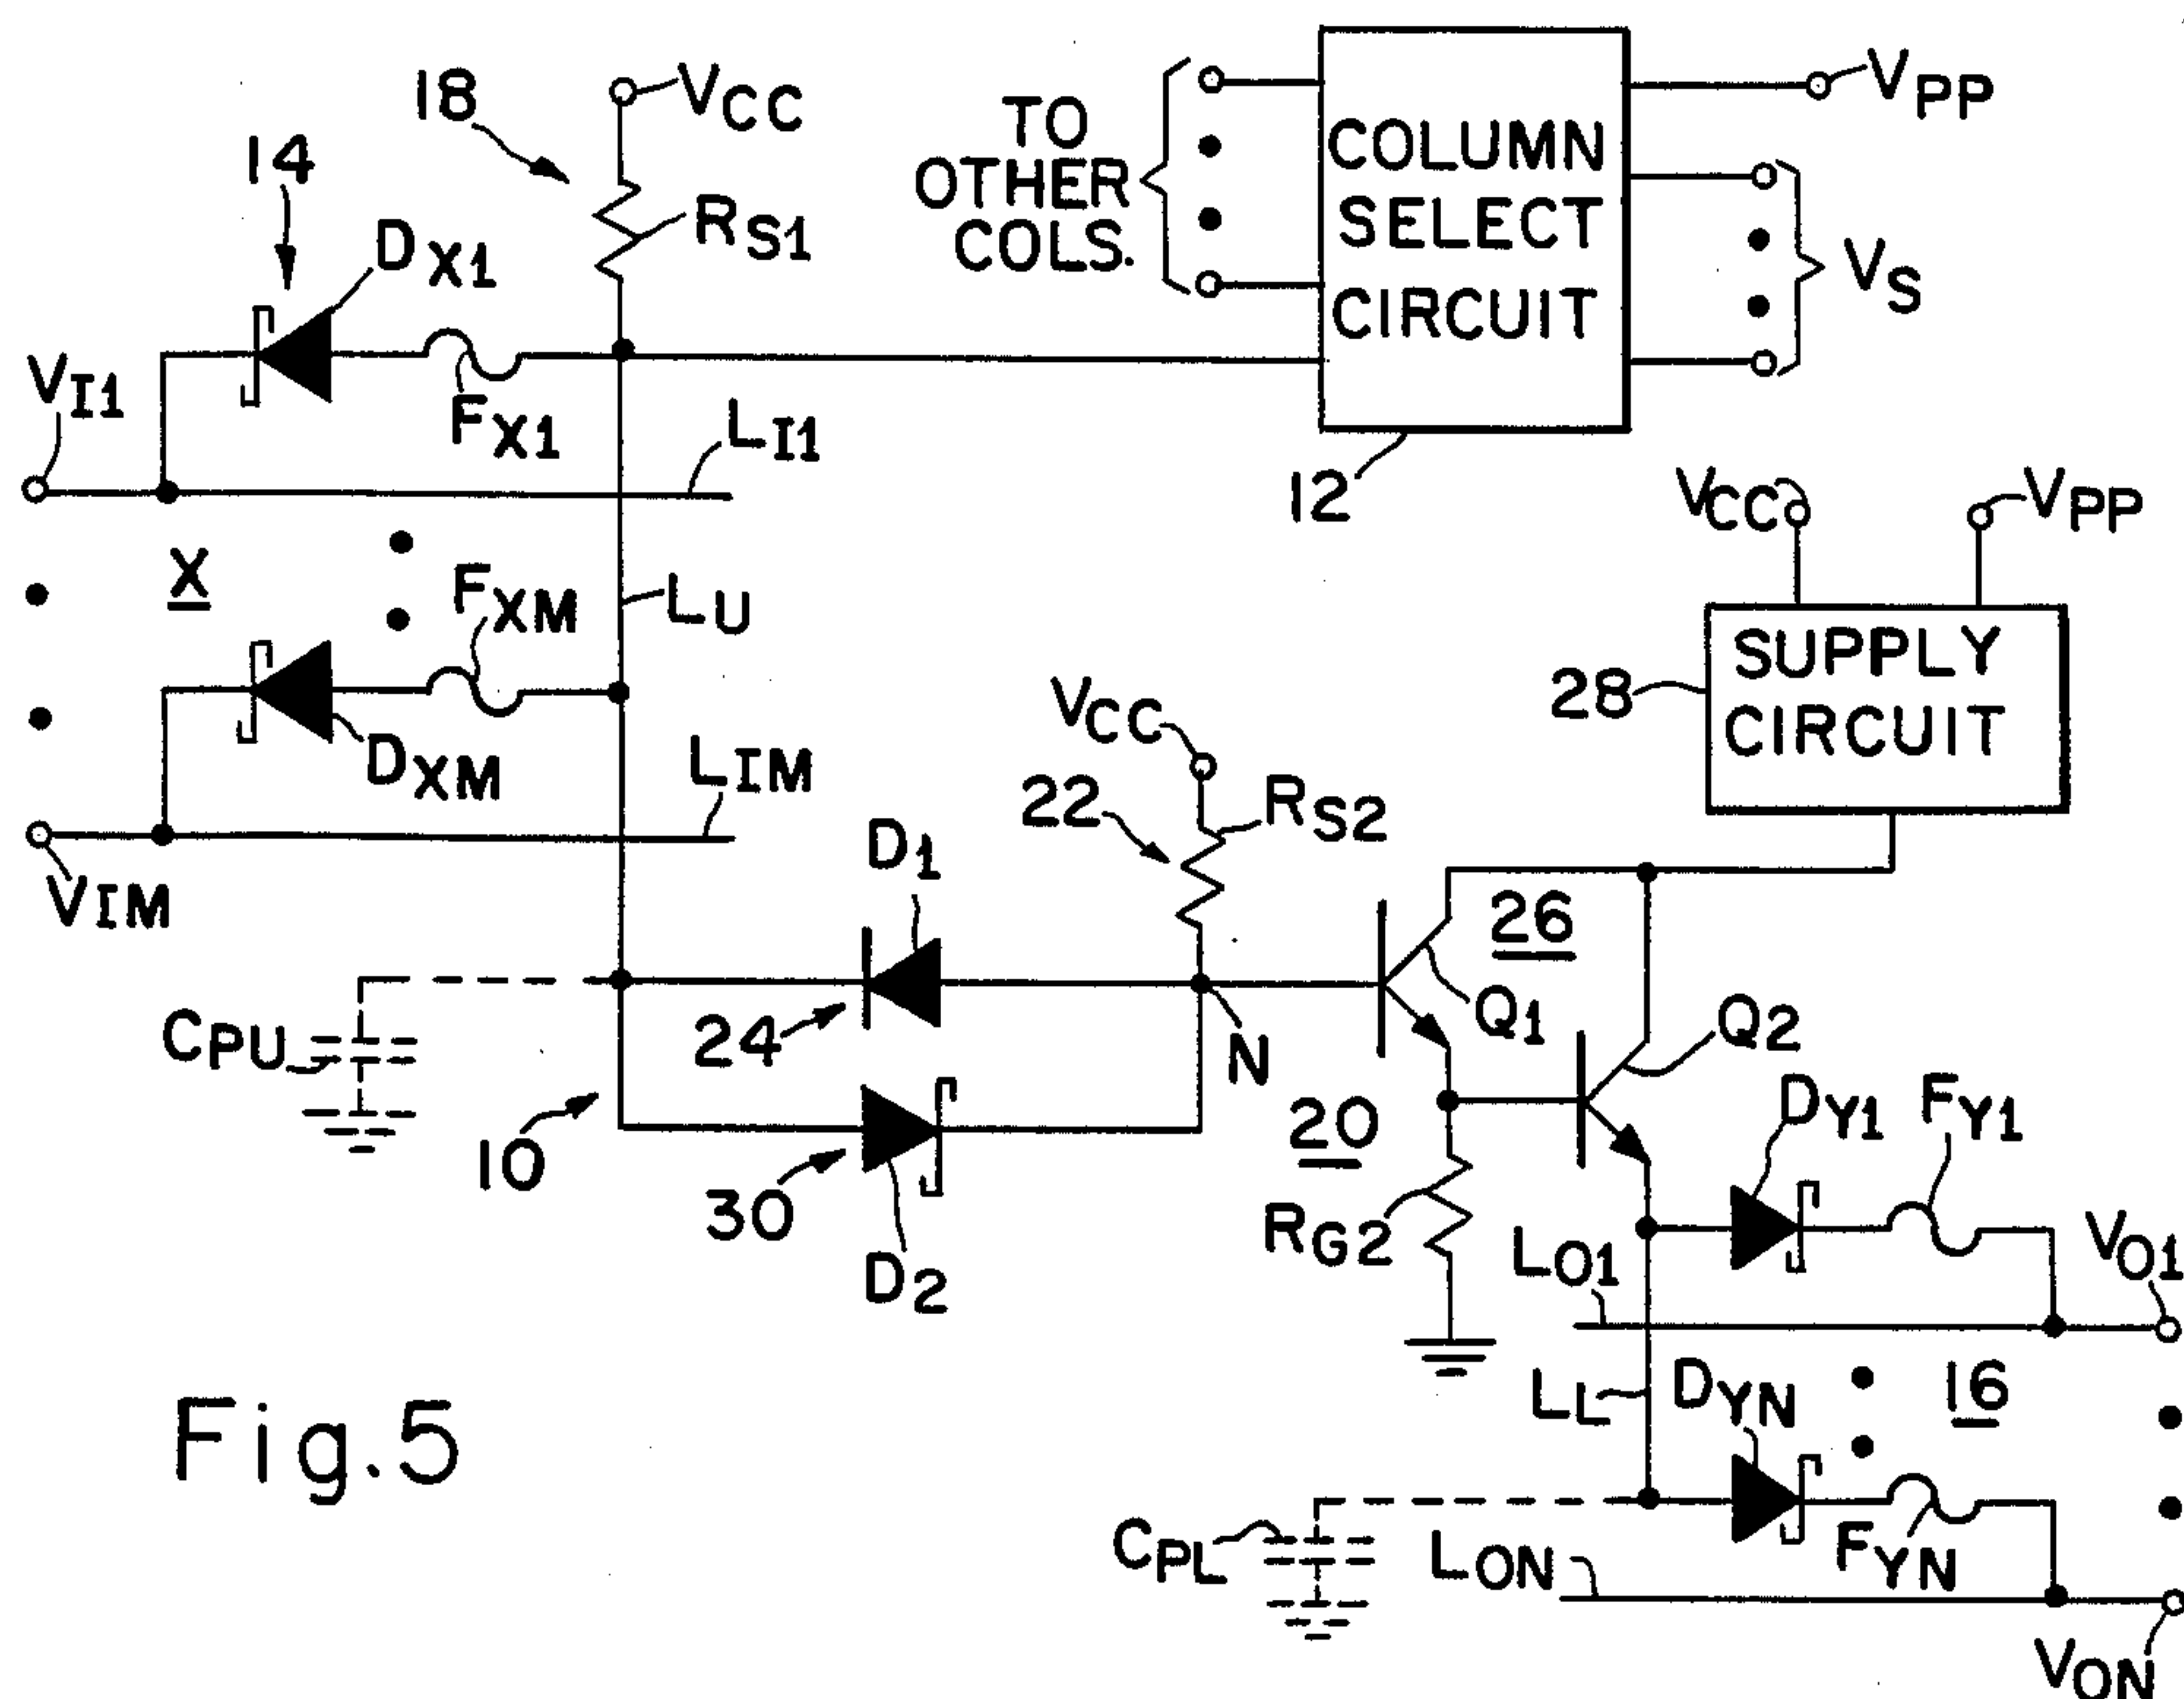 18
VCC
TO
OTHER
COLS.
COLUMN
SELECT
CIRCUIT
VPP
VS
14
DX1
RS1
VI1
FX1
LI1
12
VCC
VPP
X
FXM
LU
SUPPLY
CIRCUIT
28
DXM
LIM
VCC
22
RS2
VIM
D1
26
Q1
Q2
CPU
24
N
DY1
FY1
10
20
30
D2
RG2
LO1
VO1
LL
DYN
16
Fig.5
CPL
LON
FYN
VON